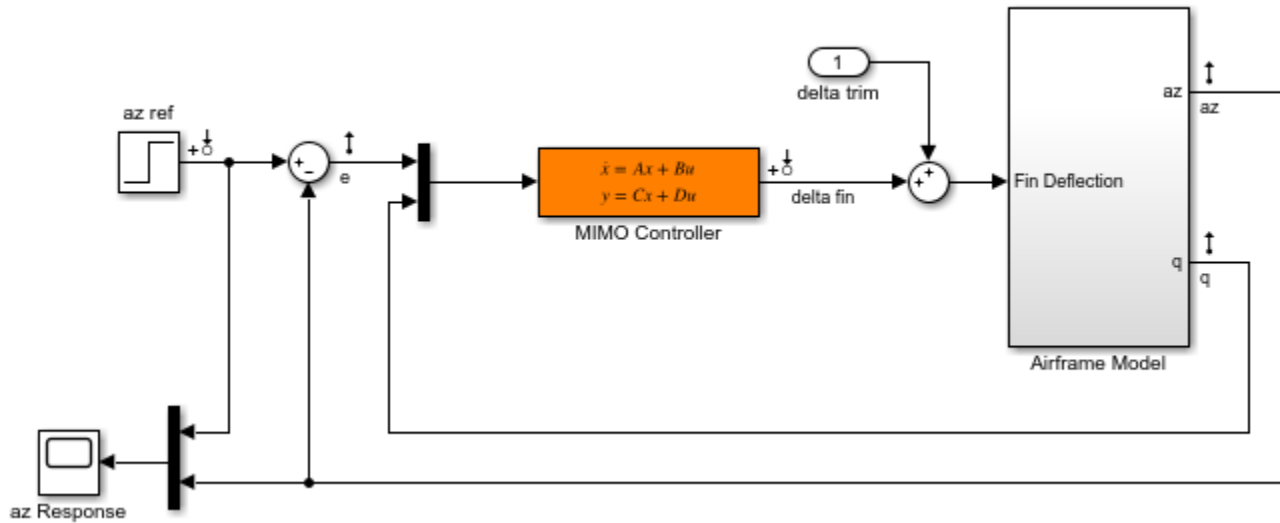 1
delta trim
az ref
+
+
−
e
ẋ = Ax + Bu
y = Cx + Du
MIMO Controller
+
delta fin
+
+
Fin Deflection
az
az
q
q
Airframe Model
az Response